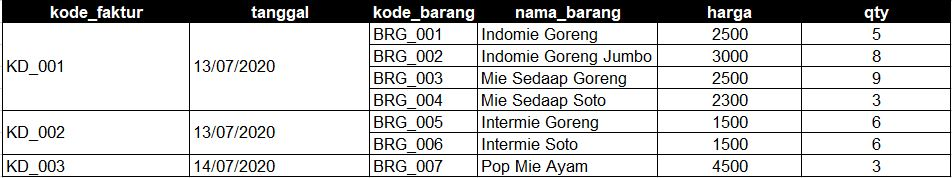 kode_faktur tanggal kode_barang nama_barang harga qty
BRG_001 Indomie Goreng 2500 5
BRG_002 Indomie Goreng Jumbo 3000 8
KD_001 13/07/2020
BRG_003 Mie Sedaap Goreng 2500 9
BRG_004 Mie Sedaap Soto 2300 3
BRG_005 Intermie Goreng 1500 6
KD_002 13/07/2020
BRG_006 Intermie Soto 1500 6
KD_003 14/07/2020 BRG_007 Pop Mie Ayam 4500 3